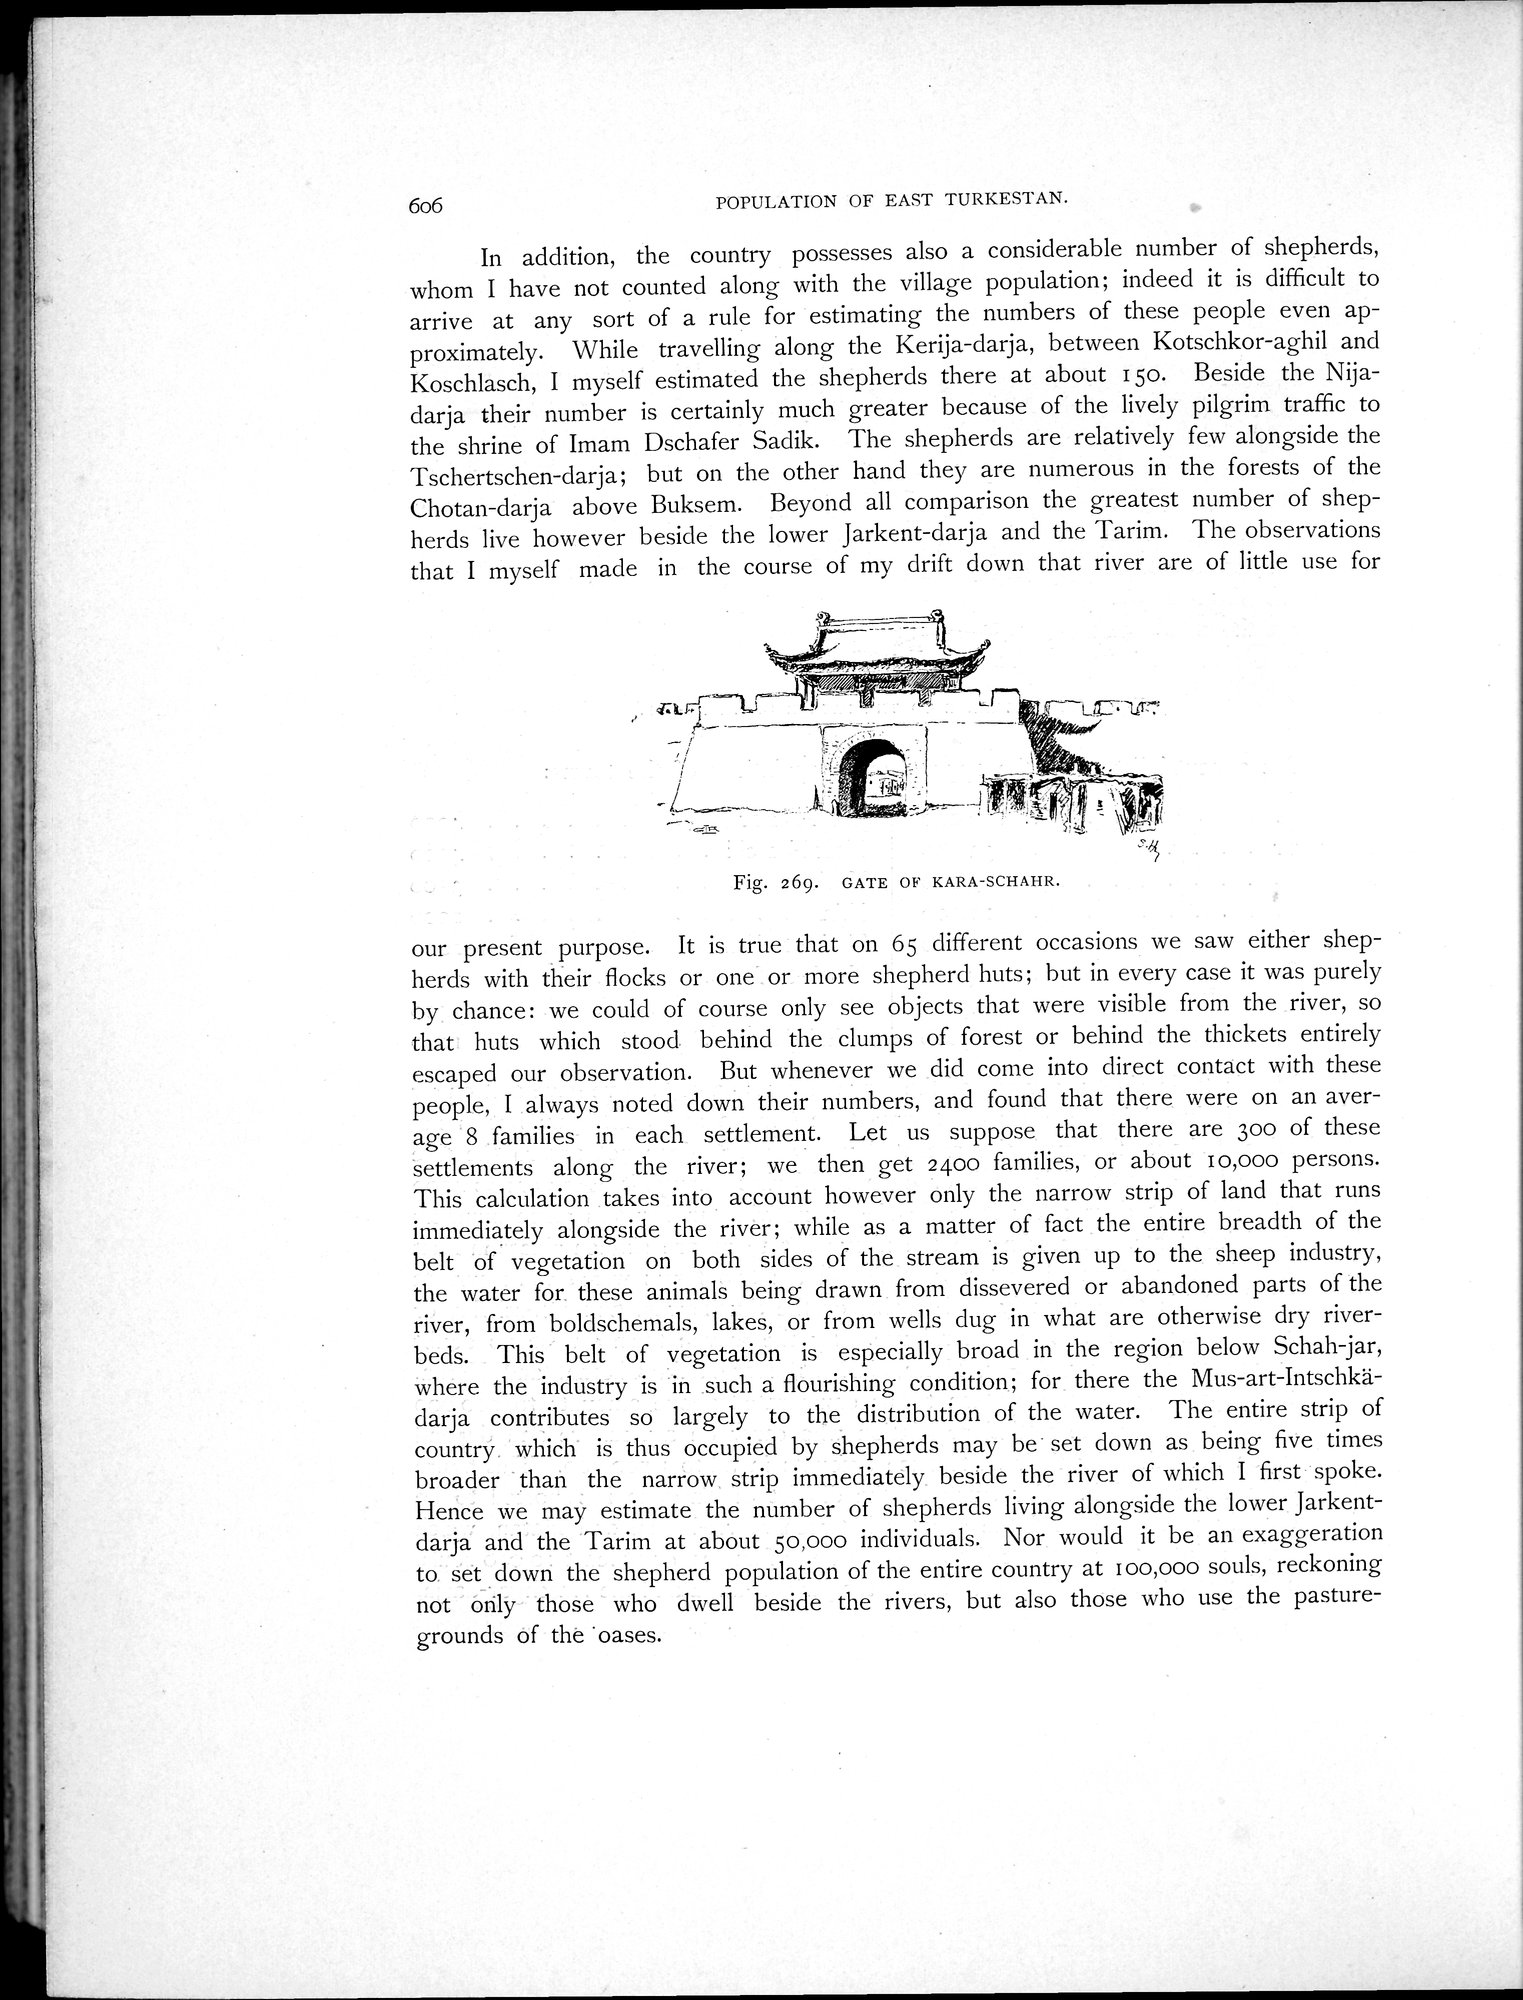 606
POPULATION OF EAST TURKESTAN.
In addition, the country possesses also a considerable number of shepherds,
whom I have not counted along with the village population; indeed it is difficult to
arrive at any sort of a rule for estimating the numbers of these people even ap-
proximately. While travelling along the Kerija-darja, between Kotschkor-aghil and
Koschlasch, I myself estimated the shepherds there at about 150. Beside the Nija-
darja their number is certainly much greater because of the lively pilgrim traffic to
the shrine of Imam Dschafer Sadik. The shepherds are relatively few alongside the
Tschertschen-darja; but on the other hand they are numerous in the forests of the
Chotan-darja above Buksem. Beyond all comparison the greatest number of shep-
herds live however beside the lower Jarkent-darja and the Tarim. The observations
that I myself made in the course of my drift down that river are of little use for
S. H.
Fig. 269. GATE OF KARA-SCHAHR.
our present purpose. It is true that on 65 different occasions we saw either shep-
herds with their flocks or one or more shepherd huts; but in every case it was purely
by chance: we could of course only see objects that were visible from the river, so
that huts which stood behind the clumps of forest or behind the thickets entirely
escaped our observation. But whenever we did come into direct contact with these
people, I always noted down their numbers, and found that there were on an aver-
age 8 families in each settlement. Let us suppose that there are 300 of these
settlements along the river; we then get 2400 families, or about 10,000 persons.
This calculation takes into account however only the narrow strip of land that runs
immediately alongside the river; while as a matter of fact the entire breadth of the
belt of vegetation on both sides of the stream is given up to the sheep industry,
the water for these animals being drawn from dissevered or abandoned parts of the
river, from boldschemals, lakes, or from wells dug in what are otherwise dry river-
beds. This belt of vegetation is especially broad in the region below Schah-jar,
where the industry is in such a flourishing condition; for there the Mus-art-Intschkä-
darja contributes so largely to the distribution of the water. The entire strip of
country which is thus occupied by shepherds may be set down as being five times
broader than the narrow strip immediately beside the river of which I first spoke.
Hence we may estimate the number of shepherds living alongside the lower Jarkent-
darja and the Tarim at about 50,000 individuals. Nor would it be an exaggeration
to set down the shepherd population of the entire country at 100,000 souls, reckoning
not only those who dwell beside the rivers, but also those who use the pasture-
grounds of the oases.